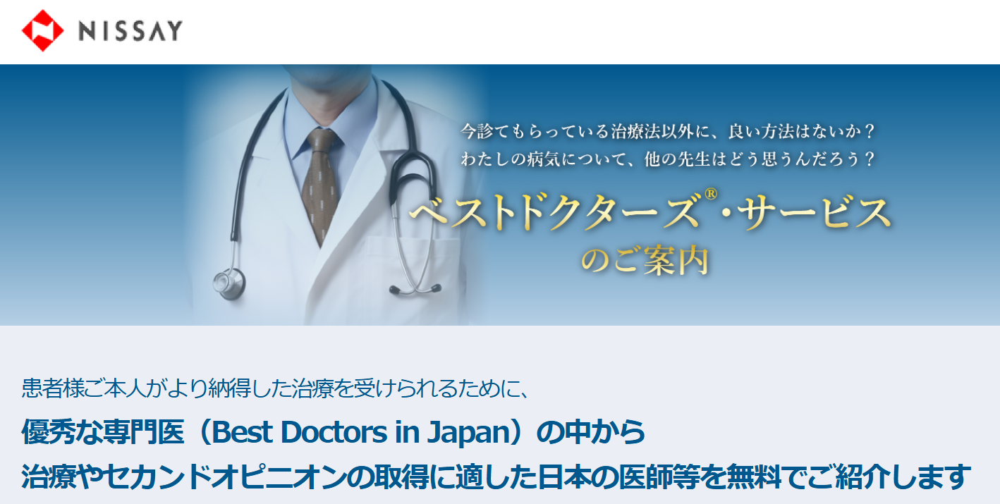 NISSAY
今診てもらっている治療法以外に、良い方法はないか？
わたしの病気について、他の先生はどう思うんだろう？
ベストドクターズ®・サービス
のご案内
患者様ご本人がより納得した治療を受けられるために、
優秀な専門医（Best Doctors in Japan）の中から
治療やセカンドオピニオンの取得に適した日本の医師等を無料でご紹介します